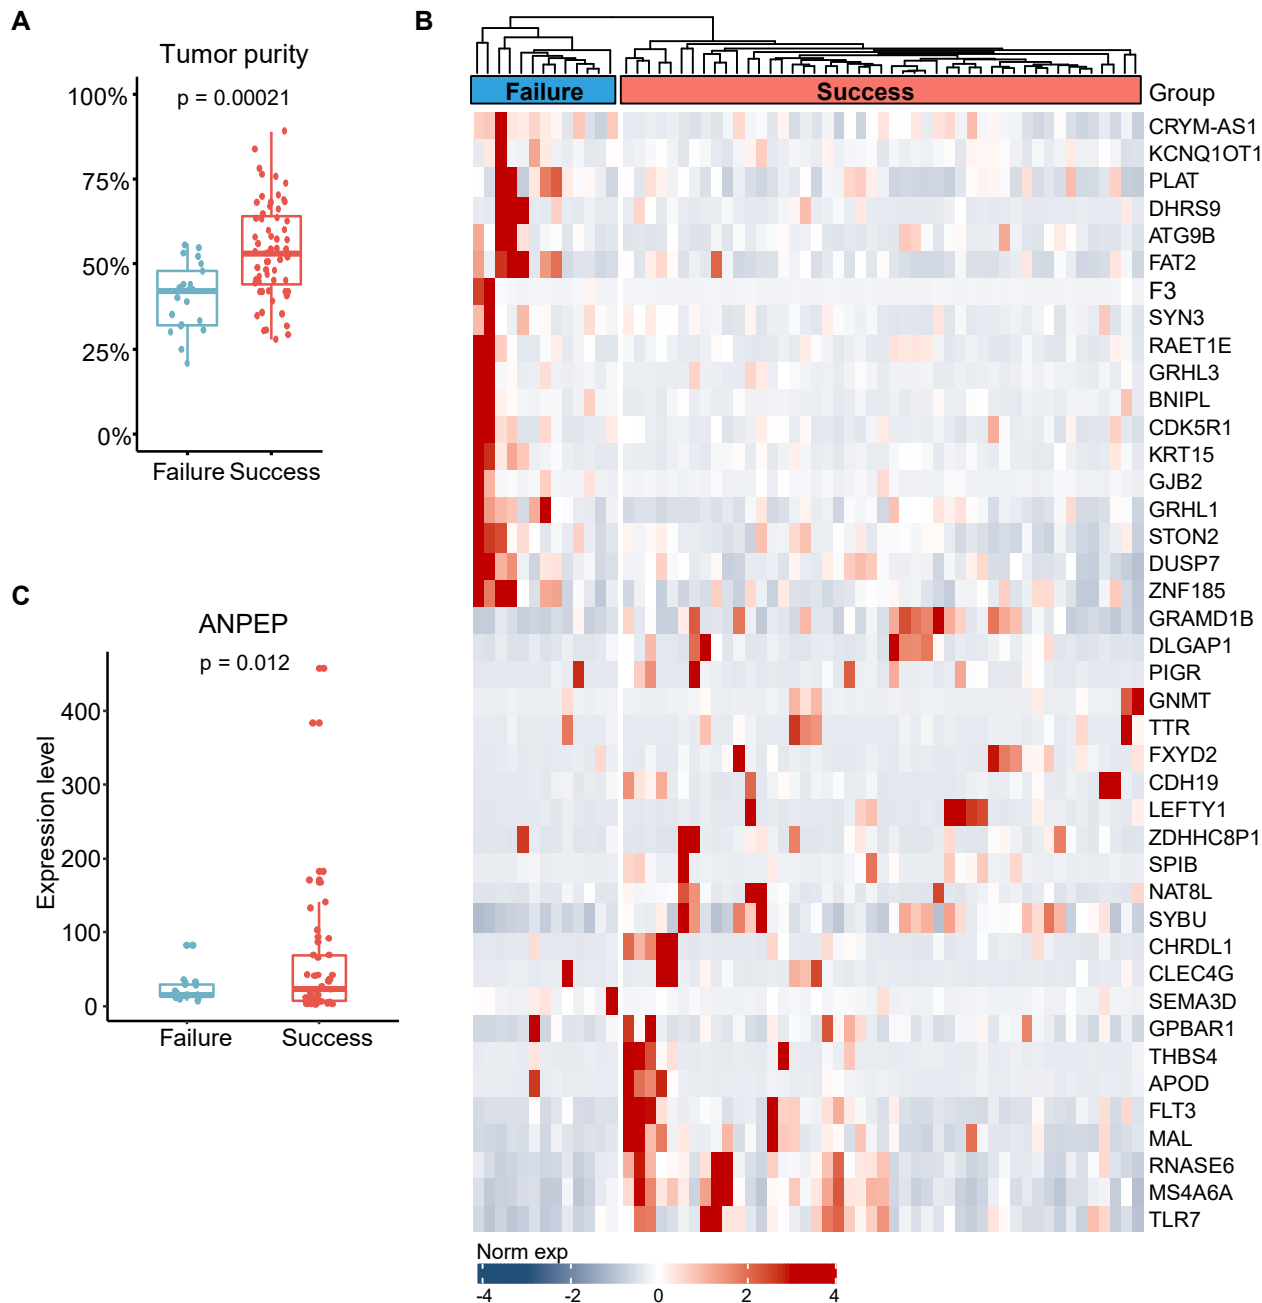 A
Tumor purity
p = 0.00021
100%
75%
50%
25%
0%
Failure Success
B
Failure Success Group
CRYM-AS1
KCNQ1OT1
PLAT
DHRS9
ATG9B
FAT2
F3
SYN3
RAET1E
GRHL3
BNIPL
CDK5R1
KRT15
GJB2
GRHL1
STON2
DUSP7
ZNF185
GRAMD1B
DLGAP1
PIGR
GNMT
TTR
FXYD2
CDH19
LEFTY1
ZDHHC8P1
SPIB
NAT8L
SYBU
CHRDL1
CLEC4G
SEMA3D
GPBAR1
THBS4
APOD
FLT3
MAL
RNASE6
MS4A6A
TLR7
Norm exp
-4 -2 0 2 4
C
ANPEP
p = 0.012
Expression level
400
300
200
100
0
Failure Success